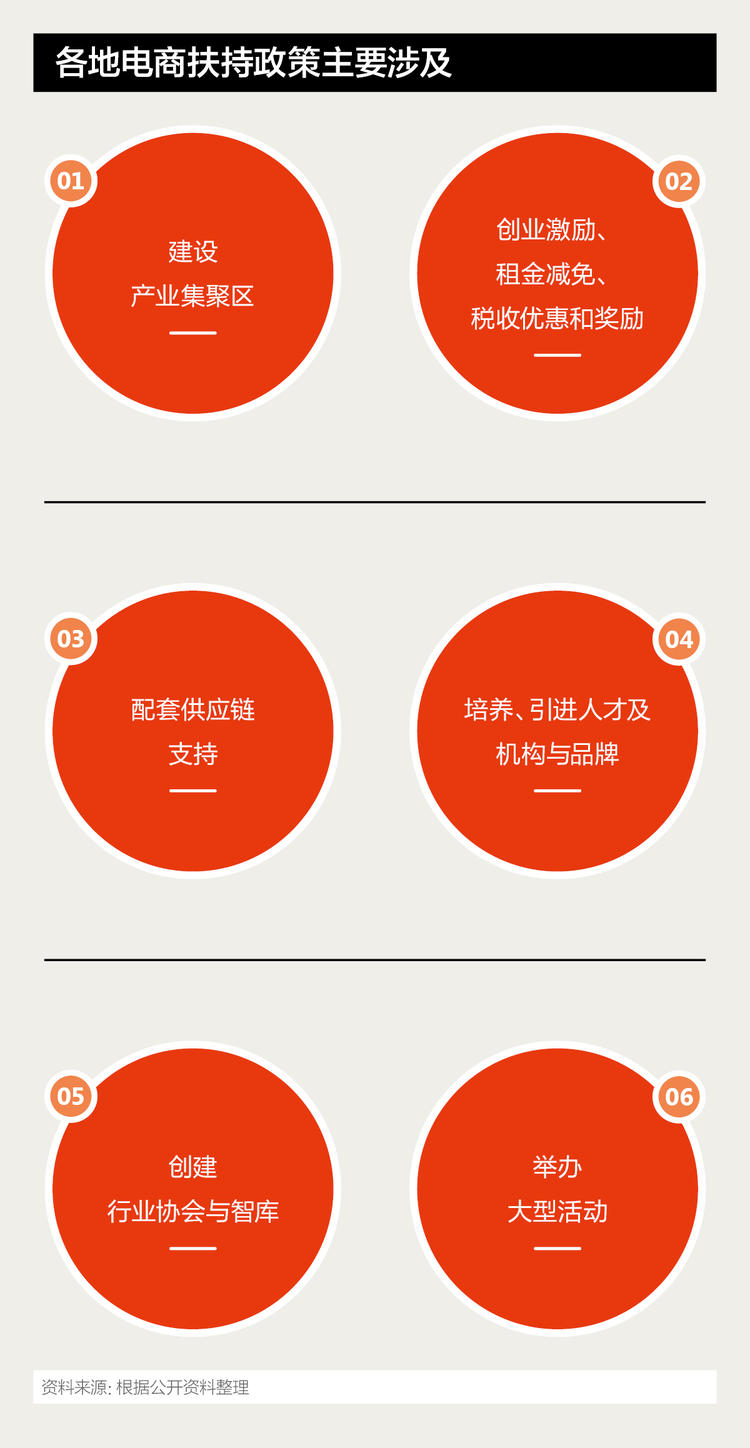 各地电商扶持政策主要涉及
01
建设
产业集聚区
02
创业激励、
租金减免、
税收优惠和奖励
03
配套供应链
支持
04
培养、引进人才及
机构与品牌
05
创建
行业协会与智库
06
举办
大型活动
资料来源: 根据公开资料整理